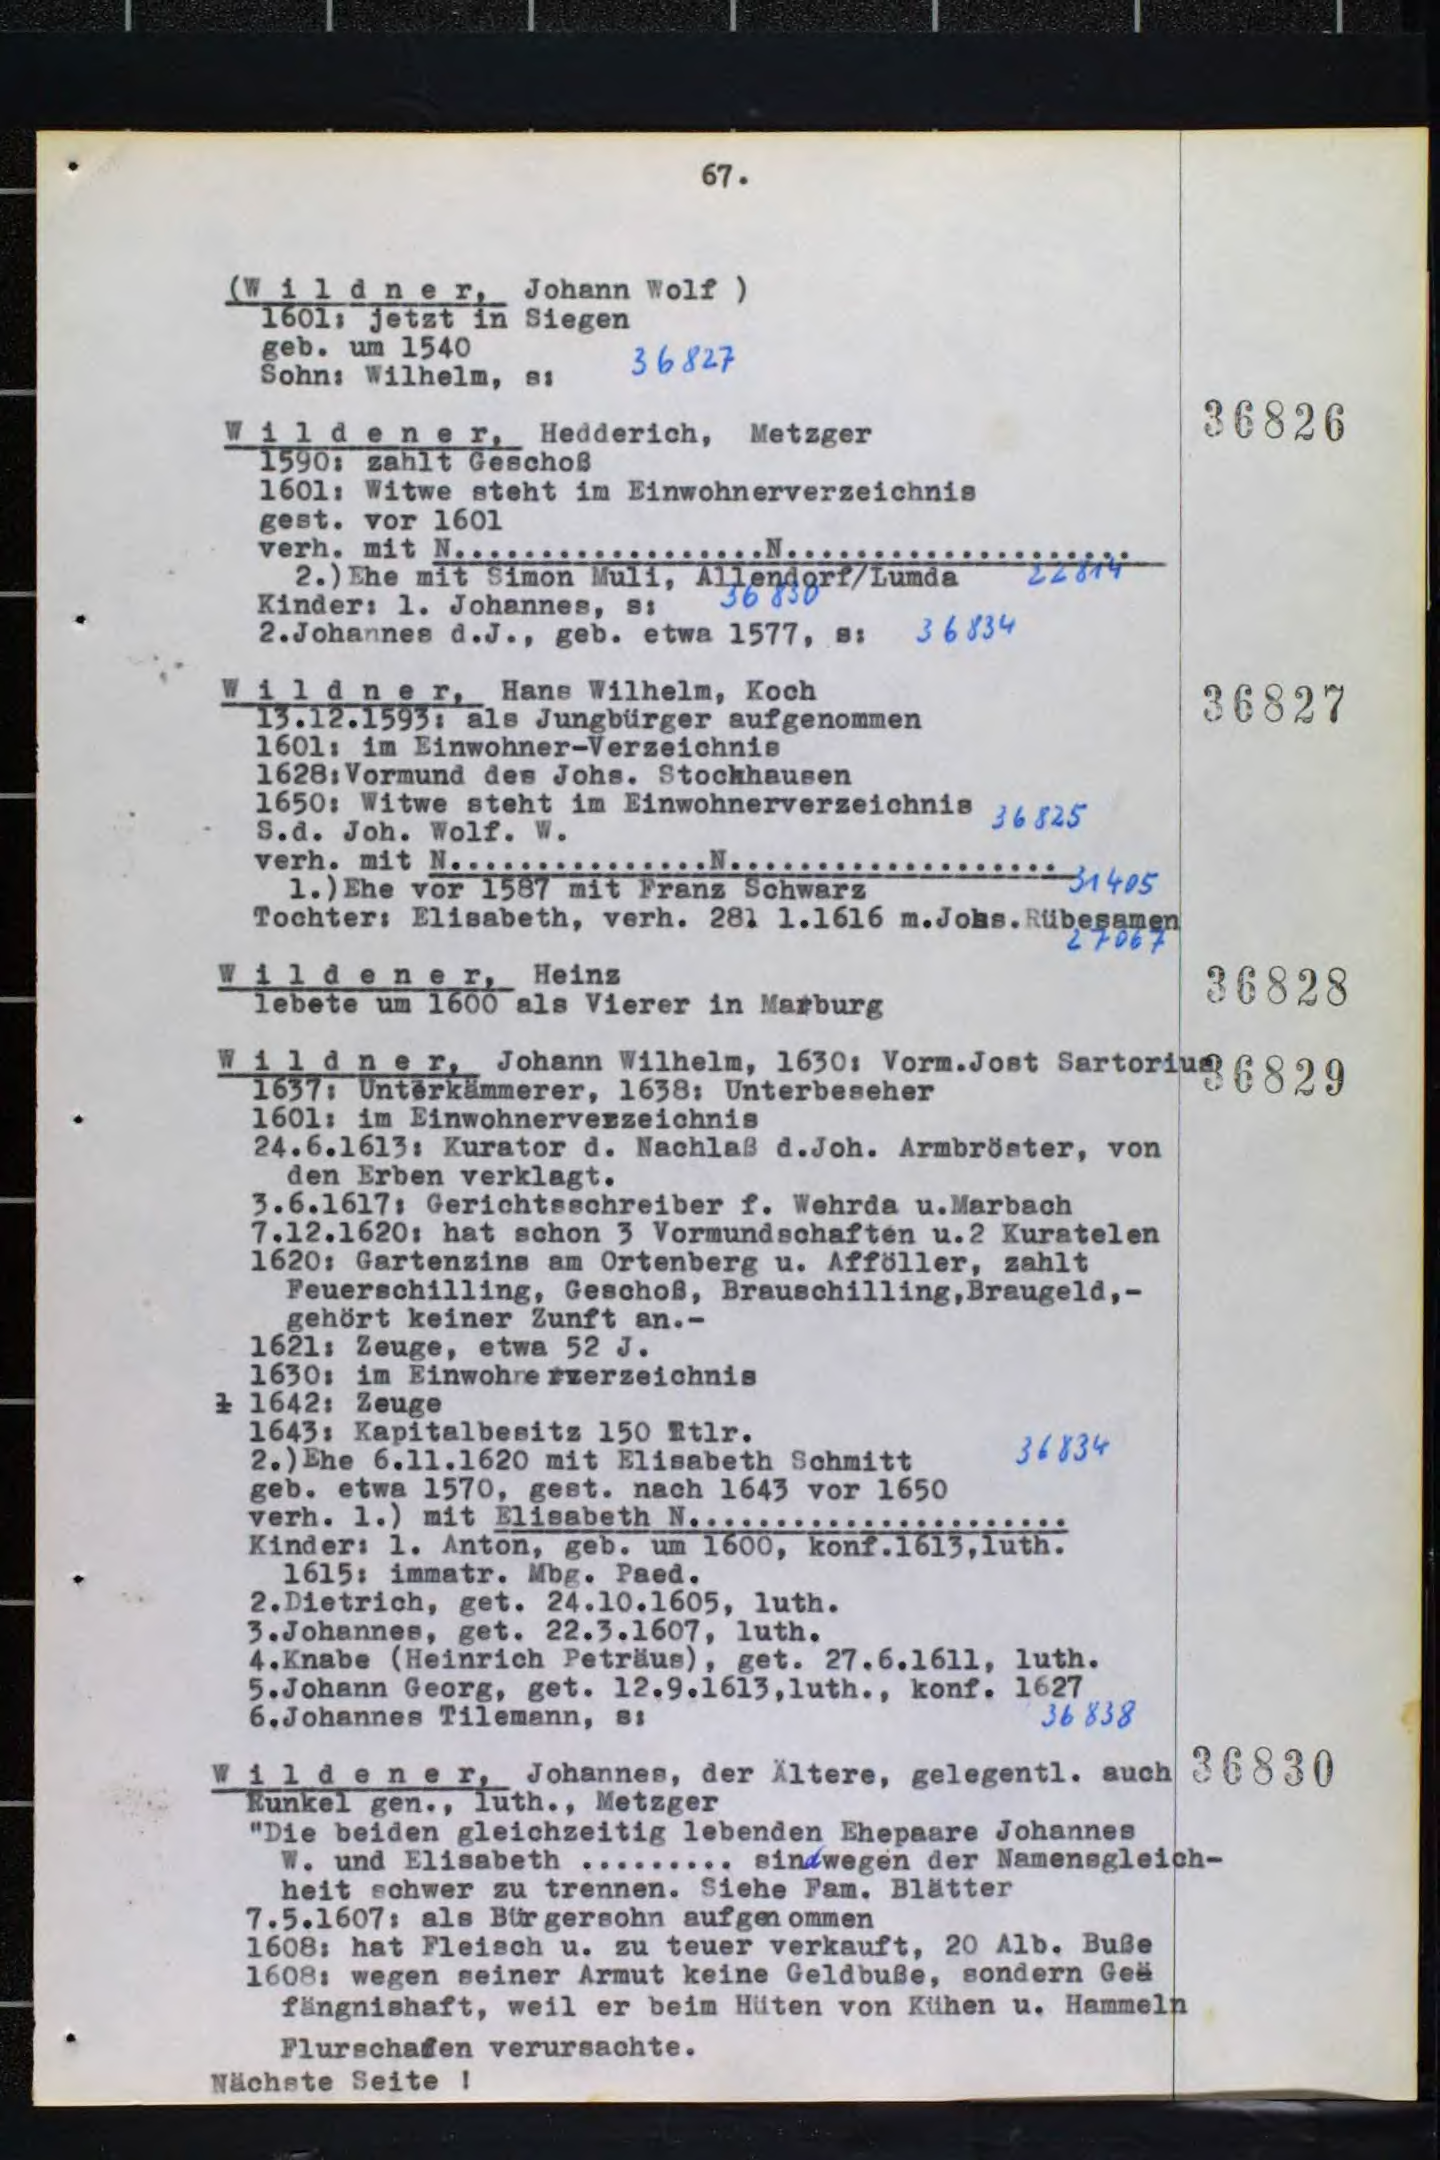 67.
(W i l d n e r, Johann Wolf )
1601: jetzt in Siegen
geb. um 1540
Sohn: Wilhelm, s: 36827
W i l d e n e r, Hedderich, Metzger 36826
1590: zahlt Geschoß
1601: Witwe steht im Einwohnerverzeichnis
gest. vor 1601
verh. mit N..................N....................
2.)Ehe mit Simon Muli, Allendorf/Lumda 22814
Kinder: 1. Johannes, s: 36830
2.Johannes d.J., geb. etwa 1577, s: 36834
W i l d n e r, Hans Wilhelm, Koch 36827
13.12.1593: als Jungbürger aufgenommen
1601: im Einwohner-Verzeichnis
1628:Vormund des Johs. Stockhausen
1650: Witwe steht im Einwohnerverzeichnis
S.d. Joh. Wolf. W. 36825
verh. mit N...............N...................
1.)Ehe vor 1587 mit Franz Schwarz 31405
Tochter: Elisabeth, verh. 281 1.1616 m.Johs.Rübesamen
27067
W i l d e n e r, Heinz 36828
lebete um 1600 als Vierer in Marburg
W i l d n e r, Johann Wilhelm, 1630: Vorm.Jost Sartorius 36829
1637: Unterkämmerer, 1638: Unterbeseher
1601: im Einwohnerverzeichnis
24.6.1613: Kurator d. Nachlaß d.Joh. Armbröster, von
den Erben verklagt.
3.6.1617: Gerichtsschreiber f. Wehrda u.Marbach
7.12.1620: hat schon 3 Vormundschaften u.2 Kuratelen
1620: Gartenzins am Ortenberg u. Afföller, zahlt
Feuerschilling, Geschoß, Brauschilling,Braugeld,-
gehört keiner Zunft an.-
1621: Zeuge, etwa 52 J.
1630: im Einwohnerverzeichnis
1 1642: Zeuge
1643: Kapitalbesitz 150 Rtlr.
2.)Ehe 6.11.1620 mit Elisabeth Schmitt 36834
geb. etwa 1570, gest. nach 1643 vor 1650
verh. 1.) mit Elisabeth N......................
Kinder: 1. Anton, geb. um 1600, konf.1613,luth.
1615: immatr. Mbg. Paed.
2.Dietrich, get. 24.10.1605, luth.
3.Johannes, get. 22.3.1607, luth.
4.Knabe (Heinrich Peträus), get. 27.6.1611, luth.
5.Johann Georg, get. 12.9.1613,luth., konf. 1627
6.Johannes Tilemann, s: 36838
W i l d e n e r, Johannes, der Ältere, gelegentl. auch 36830
Runkel gen., luth., Metzger
"Die beiden gleichzeitig lebenden Ehepaare Johannes
W. und Elisabeth ......... sind wegen der Namensgleich-
heit schwer zu trennen. Siehe Fam. Blätter
7.5.1607: als Bürgersohn aufgenommen
1608: hat Fleisch u. zu teuer verkauft, 20 Alb. Buße
1608: wegen seiner Armut keine Geldbuße, sondern Geä
fängnishaft, weil er beim Hüten von Kühen u. Hammeln
Flurschaden verursachte.
Nächste Seite !